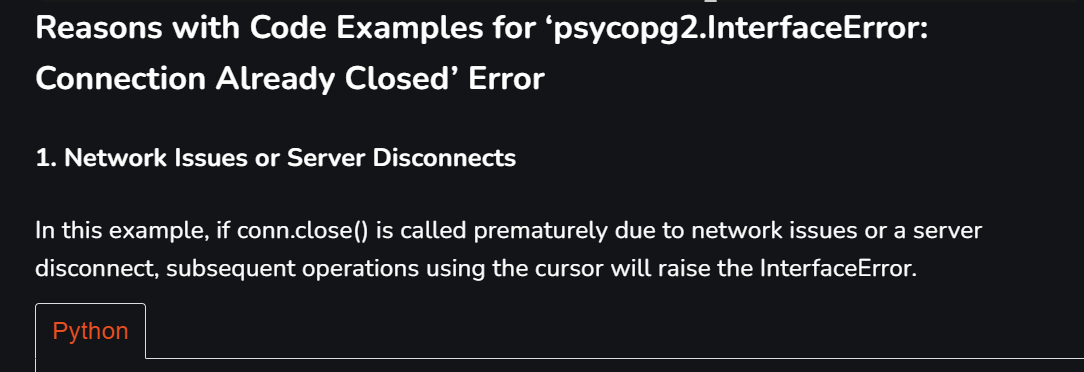 Reasons with Code Examples for ‘psycopg2.InterfaceError:
Connection Already Closed’ Error
1. Network Issues or Server Disconnects
In this example, if conn.close() is called prematurely due to network issues or a server
disconnect, subsequent operations using the cursor will raise the InterfaceError.
Python